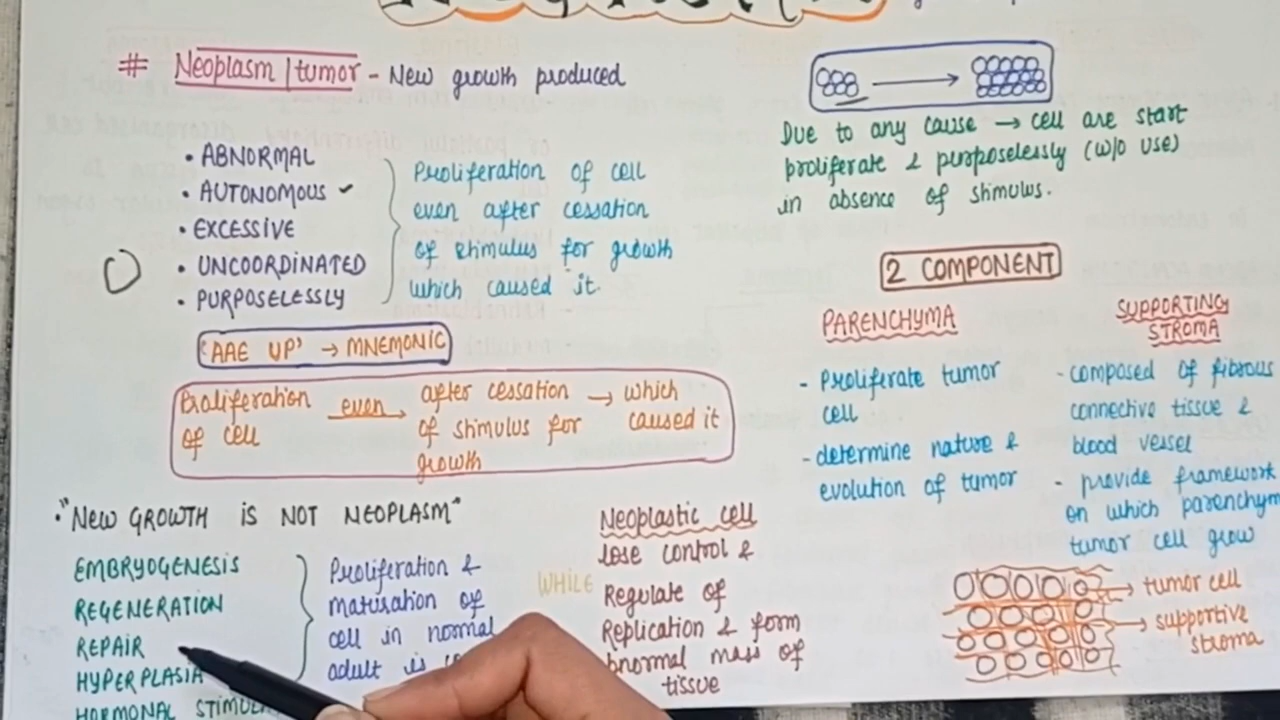 # Neoplasm / tumor - New growth produced
• ABNORMAL
• AUTONOMOUS
• EXCESSIVE
• UNCOORDINATED
• PURPOSELESSLY
Proliferation of cell
even after cessation
of stimulus for growth
which caused it.
'AAE UP' → MNEMONIC
Proliferation of cell even → after cessation of stimulus for growth → which caused it
• "NEW GROWTH IS NOT NEOPLASM"
EMBRYOGENESIS
REGENERATION
REPAIR
HYPERPLASIA
HORMONAL
Proliferation &
maturation of
cell in normal
adult is
WHILE
Neoplastic cell
lose control &
Regulate of
Replication & form
bnormal mass of
tissue
Due to any cause → cell are start
proliferate & purposelessly (w/o use)
in absence of stimulus.
2 COMPONENT
PARENCHYMA
- Proliferate tumor
cell
- determine nature &
evolution of tumor
SUPPORTING
STROMA
- composed of fibrous
connective tissue &
blood vessel
- provide framework
on which parenchym
tumor cell grow
→ tumor cell
→ supportive
stroma